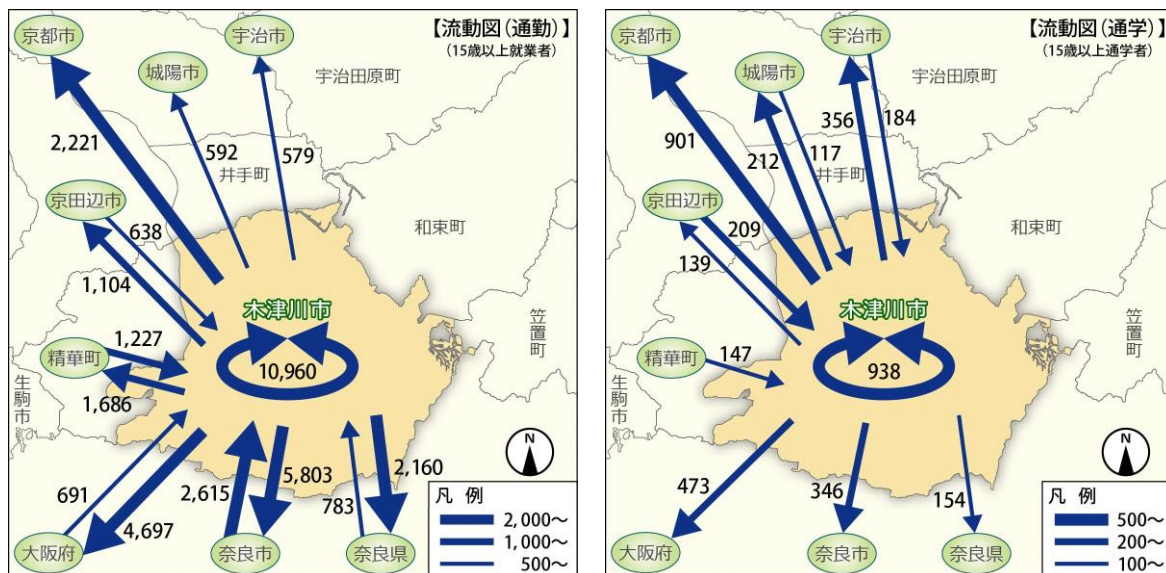 京都市
宇治市
【流動図(通勤)】
(15歳以上就業者)
城陽市
宇治田原町
2,221
592
579
井手町
京田辺市
638
和束町
1,104
木津川市
1,227
笠置町
精華町
10,960
1,686
生駒市
N
5,803
2,160
691
2,615
783
凡 例
4,697
2,000～
1,000～
500～
大阪府
奈良市
奈良県
京都市
宇治市
【流動図(通学)】
(15歳以上通学者)
城陽市
宇治田原町
356
184
901
212
117
井手町
京田辺市
209
和束町
139
木津川市
笠置町
精華町
147
938
生駒市
N
473
346
154
凡 例
500～
200～
100～
大阪府
奈良市
奈良県